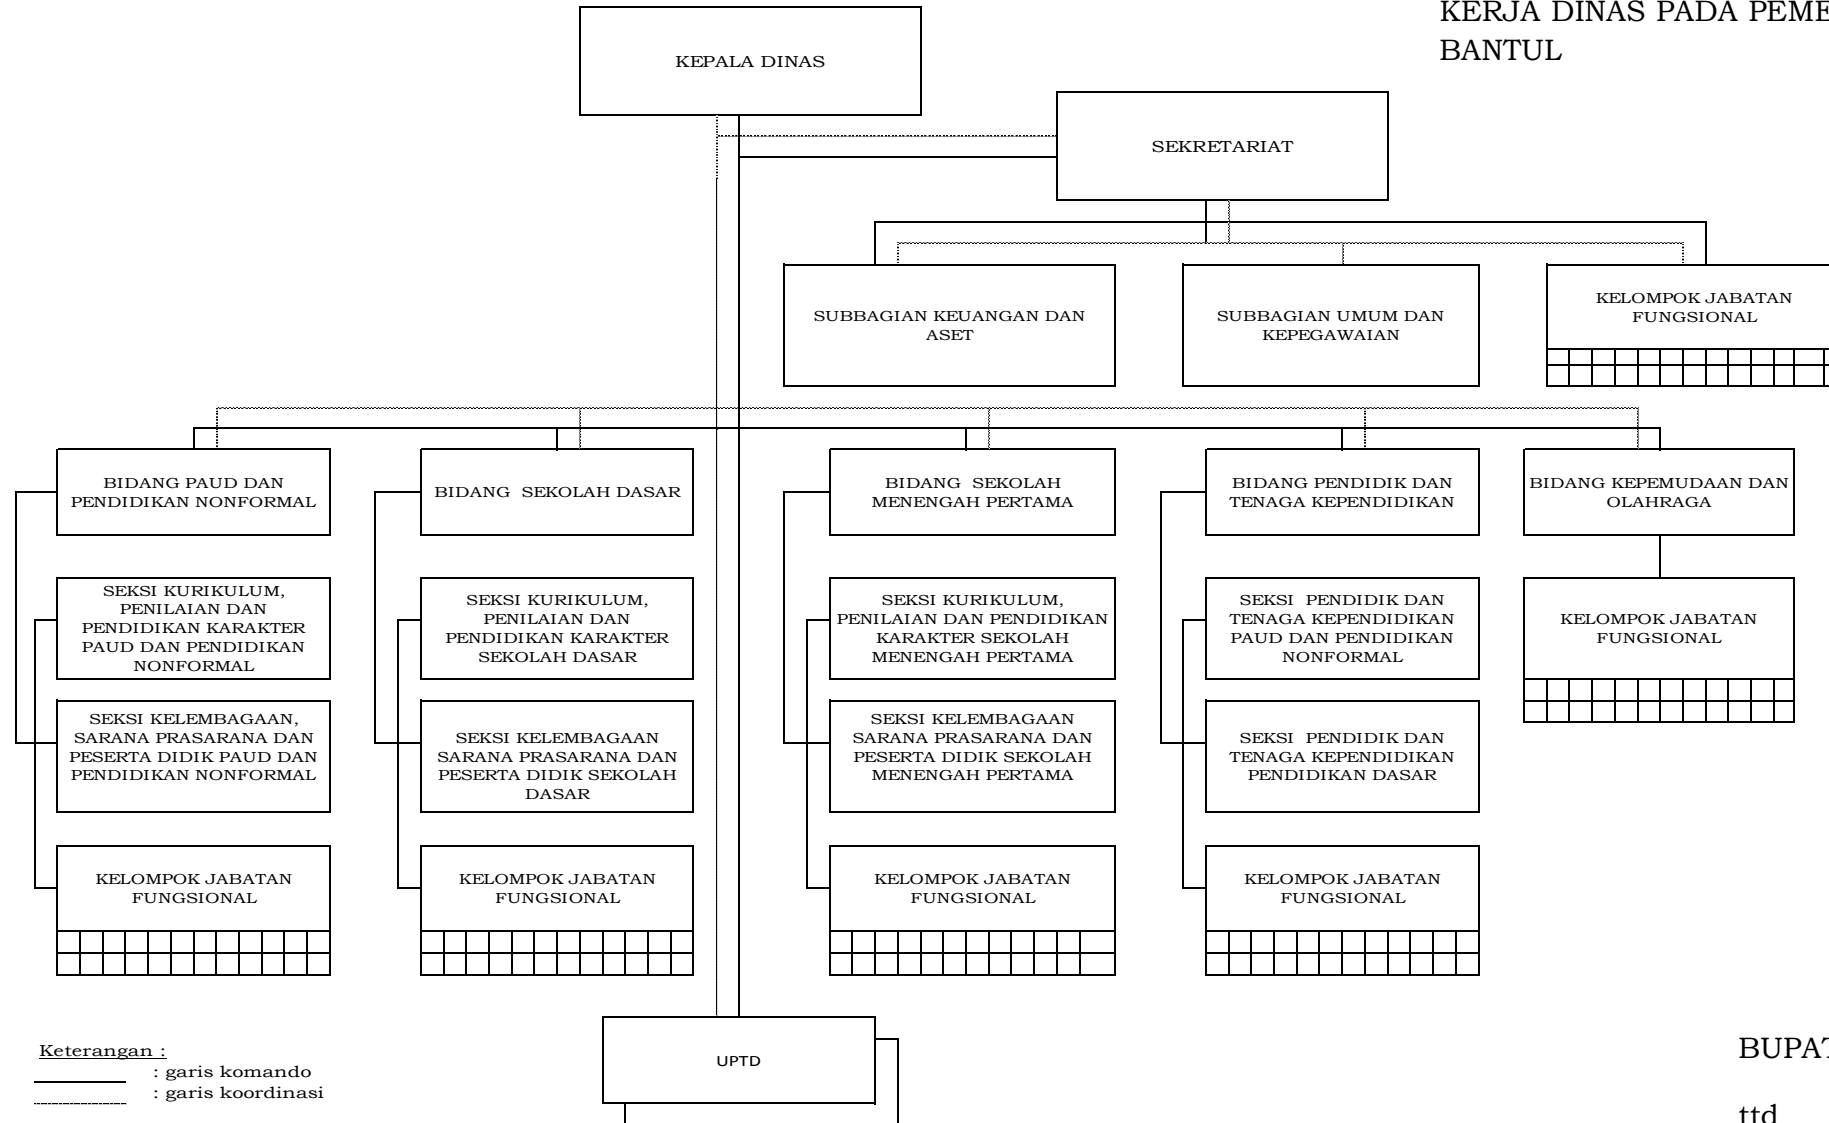 KERJA DINAS PADA PEME
BANTUL
KEPALA DINAS
SEKRETARIAT
SUBBAGIAN KEUANGAN DAN
ASET
SUBBAGIAN UMUM DAN
KEPEGAWAIAN
KELOMPOK JABATAN
FUNGSIONAL
BIDANG PAUD DAN
PENDIDIKAN NONFORMAL
BIDANG SEKOLAH DASAR
BIDANG SEKOLAH
MENENGAH PERTAMA
BIDANG PENDIDIK DAN
TENAGA KEPENDIDIKAN
BIDANG KEPEMUDAAN DAN
OLAHRAGA
SEKSI KURIKULUM,
PENILAIAN DAN
PENDIDIKAN KARAKTER
PAUD DAN PENDIDIKAN
NONFORMAL
SEKSI KURIKULUM,
PENILAIAN DAN
PENDIDIKAN KARAKTER
SEKOLAH DASAR
SEKSI KURIKULUM,
PENILAIAN DAN PENDIDIKAN
KARAKTER SEKOLAH
MENENGAH PERTAMA
SEKSI PENDIDIK DAN
TENAGA KEPENDIDIKAN
PAUD DAN PENDIDIKAN
NONFORMAL
KELOMPOK JABATAN
FUNGSIONAL
SEKSI KELEMBAGAAN,
SARANA PRASARANA DAN
PESERTA DIDIK PAUD DAN
PENDIDIKAN NONFORMAL
SEKSI KELEMBAGAAN
SARANA PRASARANA DAN
PESERTA DIDIK SEKOLAH
DASAR
SEKSI KELEMBAGAAN
SARANA PRASARANA DAN
PESERTA DIDIK SEKOLAH
MENENGAH PERTAMA
SEKSI PENDIDIK DAN
TENAGA KEPENDIDIKAN
PENDIDIKAN DASAR
KELOMPOK JABATAN
FUNGSIONAL
KELOMPOK JABATAN
FUNGSIONAL
KELOMPOK JABATAN
FUNGSIONAL
KELOMPOK JABATAN
FUNGSIONAL
UPTD
Keterangan :
: garis komando
: garis koordinasi
BUPAT
ttd